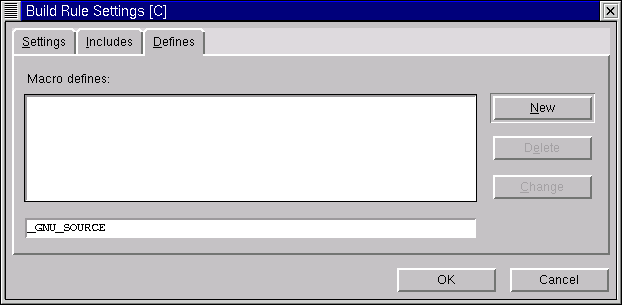 Build Rule Settings [C]
Settings Includes Defines
Macro defines:
New
Delete
Change
_GNU_SOURCE
OK Cancel